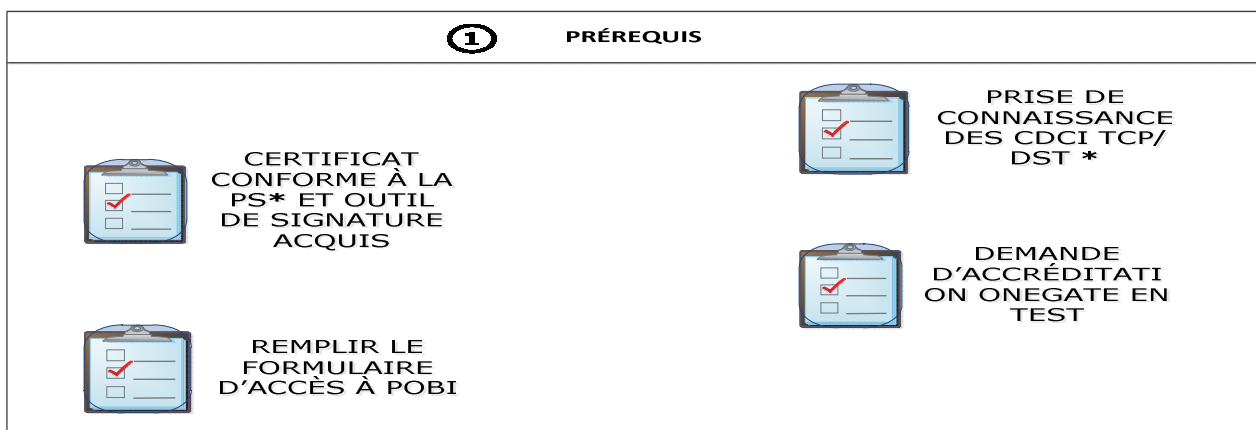 1 PRÉREQUIS
CERTIFICAT
CONFORME À LA
PS* ET OUTIL
DE SIGNATURE
ACQUIS
REMPLIR LE
FORMULAIRE
D’ACCÈS À POBI
PRISE DE
CONNAISSANCE
DES CDCI TCP/
DST *
DEMANDE
D’ACCRÉDITATI
ON ONEGATE EN
TEST